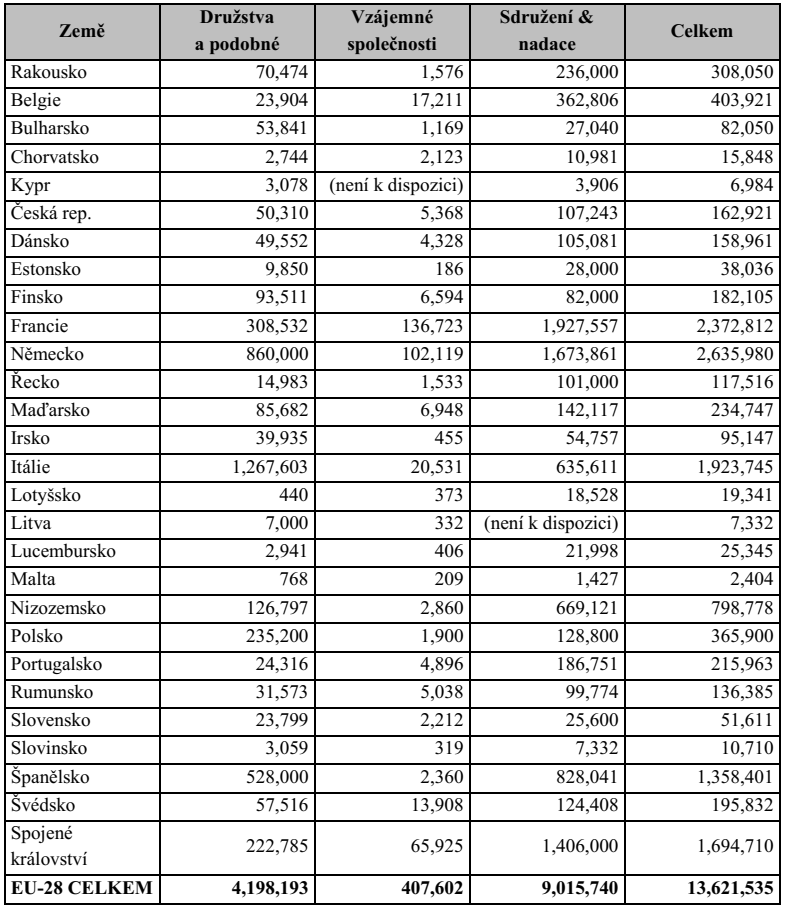 Země Družstva a podobné Vzájemné společnosti Sdružení & nadace Celkem
Rakousko 70,474 1,576 236,000 308,050
Belgie 23,904 17,211 362,806 403,921
Bulharsko 53,841 1,169 27,040 82,050
Chorvatsko 2,744 2,123 10,981 15,848
Kypr 3,078 (není k dispozici) 3,906 6,984
Česká rep. 50,310 5,368 107,243 162,921
Dánsko 49,552 4,328 105,081 158,961
Estonsko 9,850 186 28,000 38,036
Finsko 93,511 6,594 82,000 182,105
Francie 308,532 136,723 1,927,557 2,372,812
Německo 860,000 102,119 1,673,861 2,635,980
Řecko 14,983 1,533 101,000 117,516
Maďarsko 85,682 6,948 142,117 234,747
Irsko 39,935 455 54,757 95,147
Itálie 1,267,603 20,531 635,611 1,923,745
Lotyšsko 440 373 18,528 19,341
Litva 7,000 332 (není k dispozici) 7,332
Lucembursko 2,941 406 21,998 25,345
Malta 768 209 1,427 2,404
Nizozemsko 126,797 2,860 669,121 798,778
Polsko 235,200 1,900 128,800 365,900
Portugalsko 24,316 4,896 186,751 215,963
Rumunsko 31,573 5,038 99,774 136,385
Slovensko 23,799 2,212 25,600 51,611
Slovinsko 3,059 319 7,332 10,710
Španělsko 528,000 2,360 828,041 1,358,401
Švédsko 57,516 13,908 124,408 195,832
Spojené království 222,785 65,925 1,406,000 1,694,710
EU-28 CELKEM 4,198,193 407,602 9,015,740 13,621,535